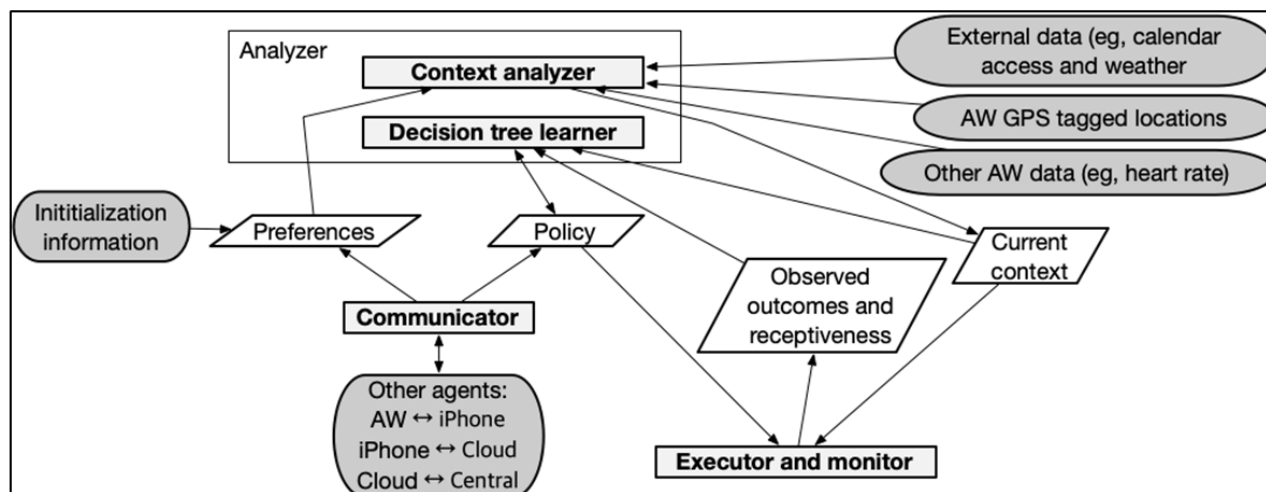 Analyzer
Context analyzer
Decision tree learner
External data (eg, calendar
access and weather
AW GPS tagged locations
Other AW data (eg, heart rate)
Inititialization
information
Preferences
Policy
Current
context
Observed
outcomes and
receptiveness
Communicator
Other agents:
AW ↔ iPhone
iPhone ↔ Cloud
Cloud ↔ Central
Executor and monitor